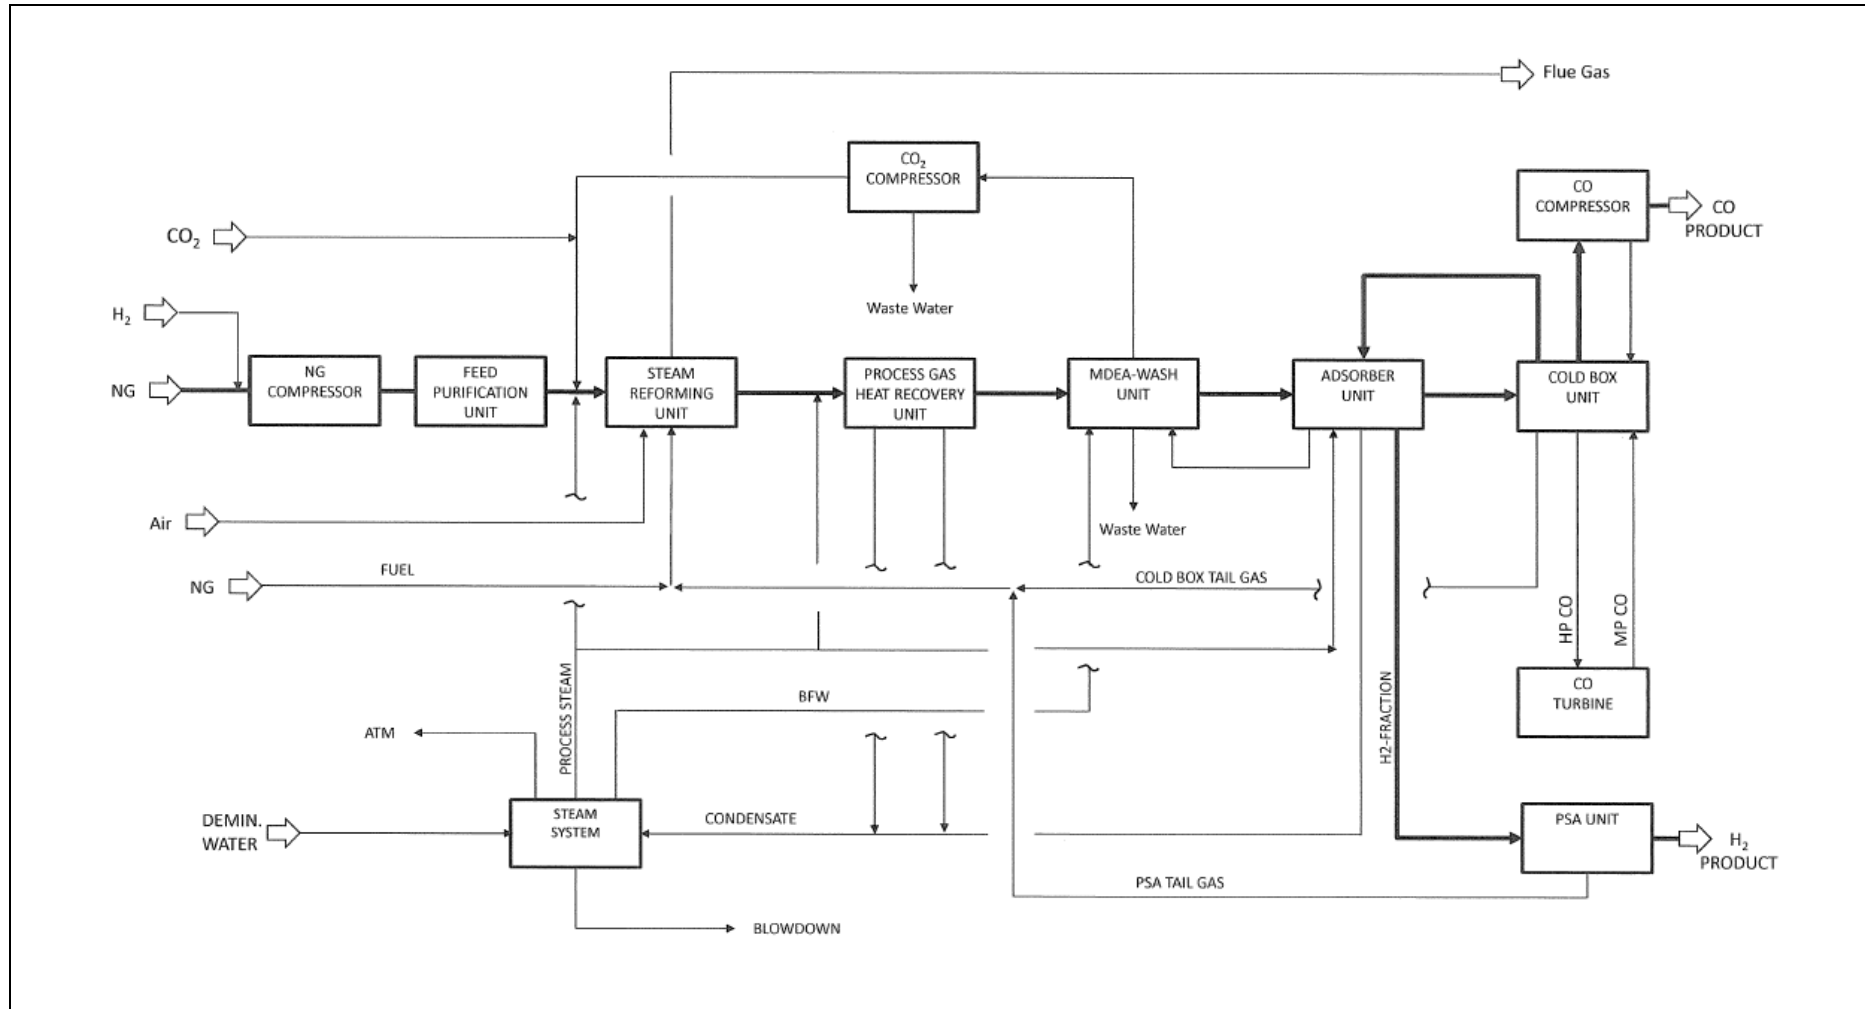 Flue Gas
CO₂
COMPRESSOR
CO
COMPRESSOR
CO
PRODUCT
CO₂
Waste Water
H₂
NG
NG
COMPRESSOR
FEED
PURIFICATION
UNIT
STEAM
REFORMING
UNIT
PROCESS GAS
HEAT RECOVERY
UNIT
MDEA-WASH
UNIT
ADSORBER
UNIT
COLD BOX
UNIT
Air
Waste Water
NG
FUEL
COLD BOX TAIL GAS
HP CO
MP CO
PROCESS STEAM
BFW
H2-FRACTION
CO
TURBINE
ATM
DEMIN.
WATER
STEAM
SYSTEM
CONDENSATE
PSA UNIT
H₂
PRODUCT
PSA TAIL GAS
BLOWDOWN